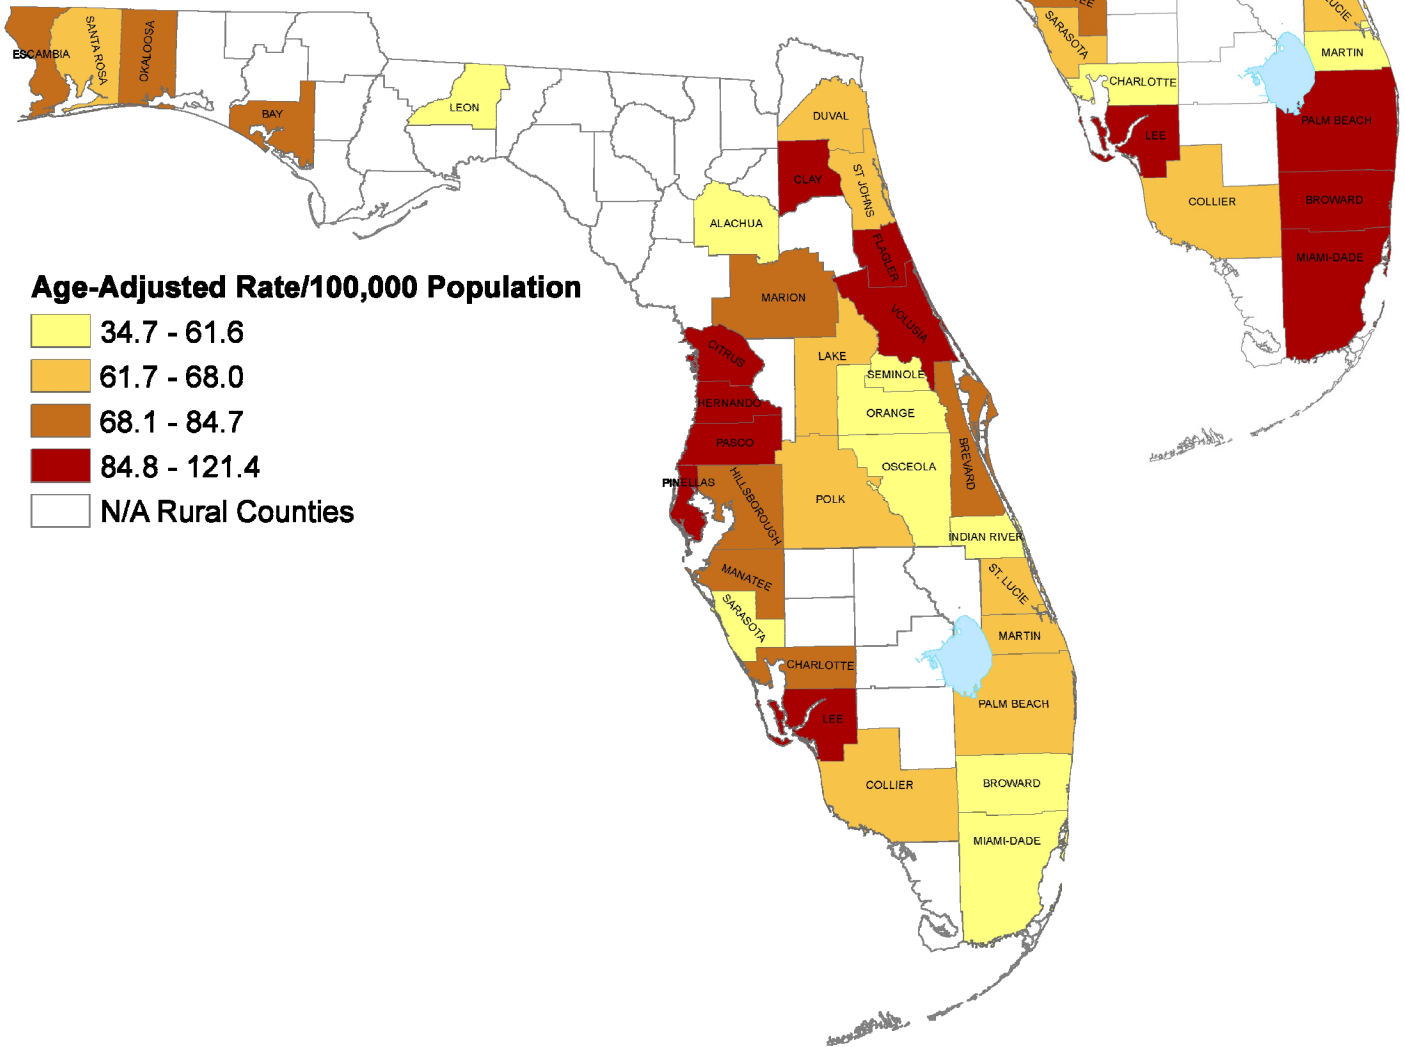 EE
LUCIE
SARASOTA
MARTIN
CHARLOTTE
PALM BEACH
LEE
COLLIER
BROWARD
MIAMI-DADE
ESCAMBIA
SANTA ROSA
OKALOOSA
BAY
LEON
DUVAL
CLAY
ST JOHNS
ALACHUA
FLAGLER
MARION
VOLUSIA
CITRUS
LAKE
SEMINOLE
HERNANDO
ORANGE
PASCO
OSCEOLA
BREVARD
PINELLAS
HILLSBOROUGH
POLK
INDIAN RIVER
MANATEE
ST. LUCIE
SARASOTA
MARTIN
CHARLOTTE
PALM BEACH
LEE
COLLIER
BROWARD
MIAMI-DADE
Age-Adjusted Rate/100,000 Population
34.7 - 61.6
61.7 - 68.0
68.1 - 84.7
84.8 - 121.4
N/A Rural Counties